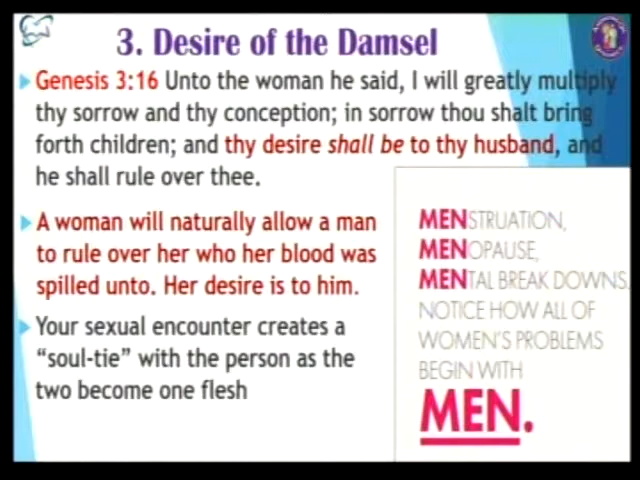 3. Desire of the Damsel
Genesis 3:16 Unto the woman he said, I will greatly multiply
thy sorrow and thy conception; in sorrow thou shalt bring
forth children; and thy desire shall be to thy husband, and
he shall rule over thee.
A woman will naturally allow a man
to rule over her who her blood was
spilled unto. Her desire is to him.
Your sexual encounter creates a
“soul-tie” with the person as the
two become one flesh
MENSTRUATION,
MENOPAUSE,
MENTAL BREAK DOWNS.
NOTICE HOW ALL OF
WOMEN'S PROBLEMS
BEGIN WITH
MEN.